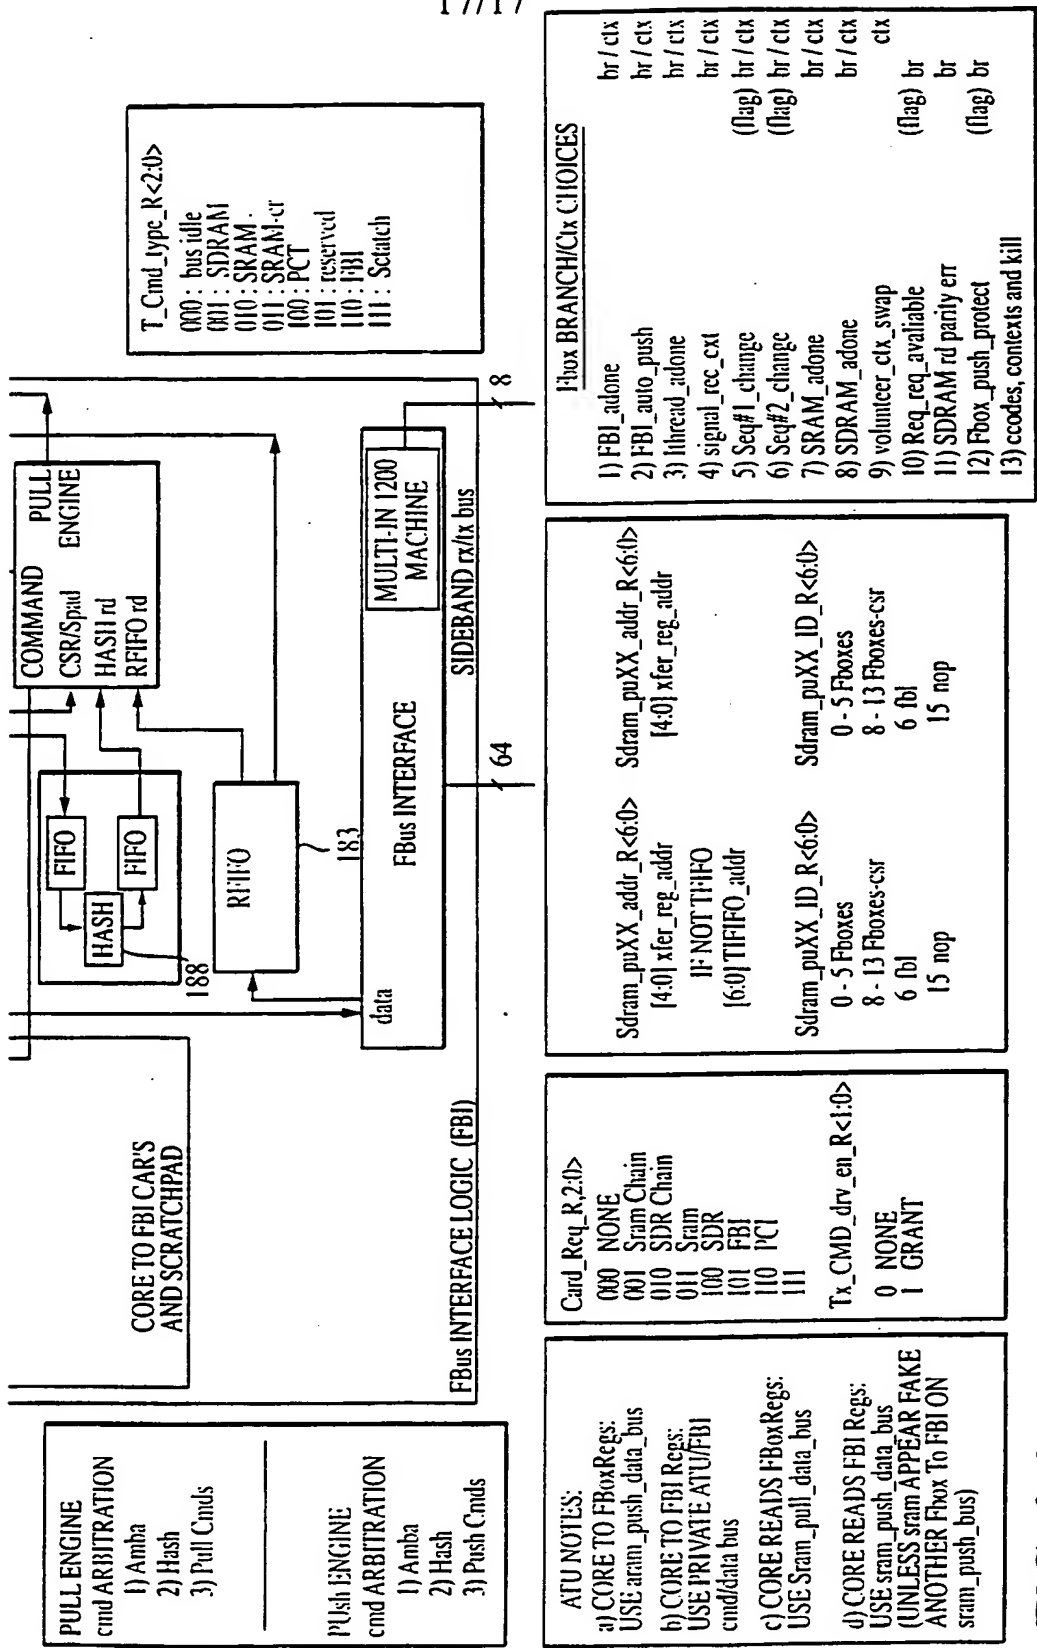 17/17
PULL ENGINE
cmd ARBITRATION
1) Amba
2) Hash
3) Pull Cmds
PUsh ENGINE
cmd ARBITRATION
1) Amba
2) Hash
3) Push Cmds
CORE TO FBI CAR'S
AND SCRATCHPAD
FBus INTERFACE LOGIC (FBI)
FIFO
HASH
FIFO
188
COMMAND
PULL
ENGINE
CSR/Spad
HASH rd
RFIFO rd
RFIFO
183
data
FBus INTERFACE
MULTI-IN 1200
MACHINE
SIDEBAND rx/tx bus
64
8
T_Cmd_type_R<2:0>
000 : bus idle
001 : SDRAM
010 : SRAM
011 : SRAM-cr
100 : PCT
101 : reserved
110 : FBI
111 : Sctatch
ATU NOTES:
a) CORE TO FBoxRegs:
USE aram_push_data_bus
b) CORE TO FBI Regs:
USE PRIVATE ATU/FBI
cmd/data bus
c) CORE READS FBoxRegs:
USE Sram_pull_data_bus
d) CORE READS FBI Regs:
USE sram_push_data_bus
(UNLESS sram APPEAR FAKE
ANOTHER Fbox To FBI ON
sram_push_bus)
Card_Req_R,2:0>
000 NONE
001 Sram Chain
010 SDR Chain
011 Sram
100 SDR
101 FBI
110 PCI
111
Tx_CMD_drv_en_R<1:0>
0 NONE
1 GRANT
Sdram_puXX_addr_R<6:0>
[4:0] xfer_reg_addr
IF NOT TFIFO
[6:0] TFIFO_addr
Sdram_puXX_ID_R<6:0>
0 - 5 Fboxes
8 - 13 Fboxes-csr
6 fbl
15 nop
Sdram_puXX_addr_R<6:0>
[4:0] xfer_reg_addr
Sdram_puXX_ID_R<6:0>
0 - 5 Fboxes
8 - 13 Fboxes-csr
6 fbl
15 nop
Fbox BRANCH/Ctx CHOICES
1) FBI_adone br / ctx
2) FBI_auto_push br / ctx
3) Ithread_adone br / ctx
4) signal_rec_cxt br / ctx
5) Seq#1_change (flag) br / ctx
6) Seq#2_change (flag) br / ctx
7) SRAM_adone br / ctx
8) SDRAM_adone br / ctx
9) volunteer_ctx_swap ctx
10) Req_req_avaliable (flag) br
11) SDRAM rd parity err br
12) Fbox_push_protect (flag) br
13) ccodes, contexts and kill